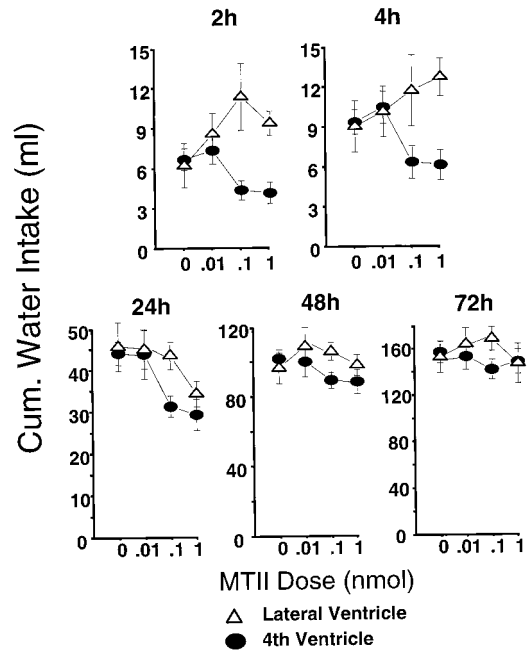 2h
4h
15
12
9
6
3
0
0 .01 .1 1
15
12
9
6
3
0
0 .01 .1 1
Cum. Water Intake (ml)
24h
48h
72h
50
40
30
20
10
0
0 .01 .1 1
120
80
40
0
0 .01 .1 1
160
120
80
40
0
0 .01 .1 1
MTII Dose (nmol)
Lateral Ventricle
4th Ventricle